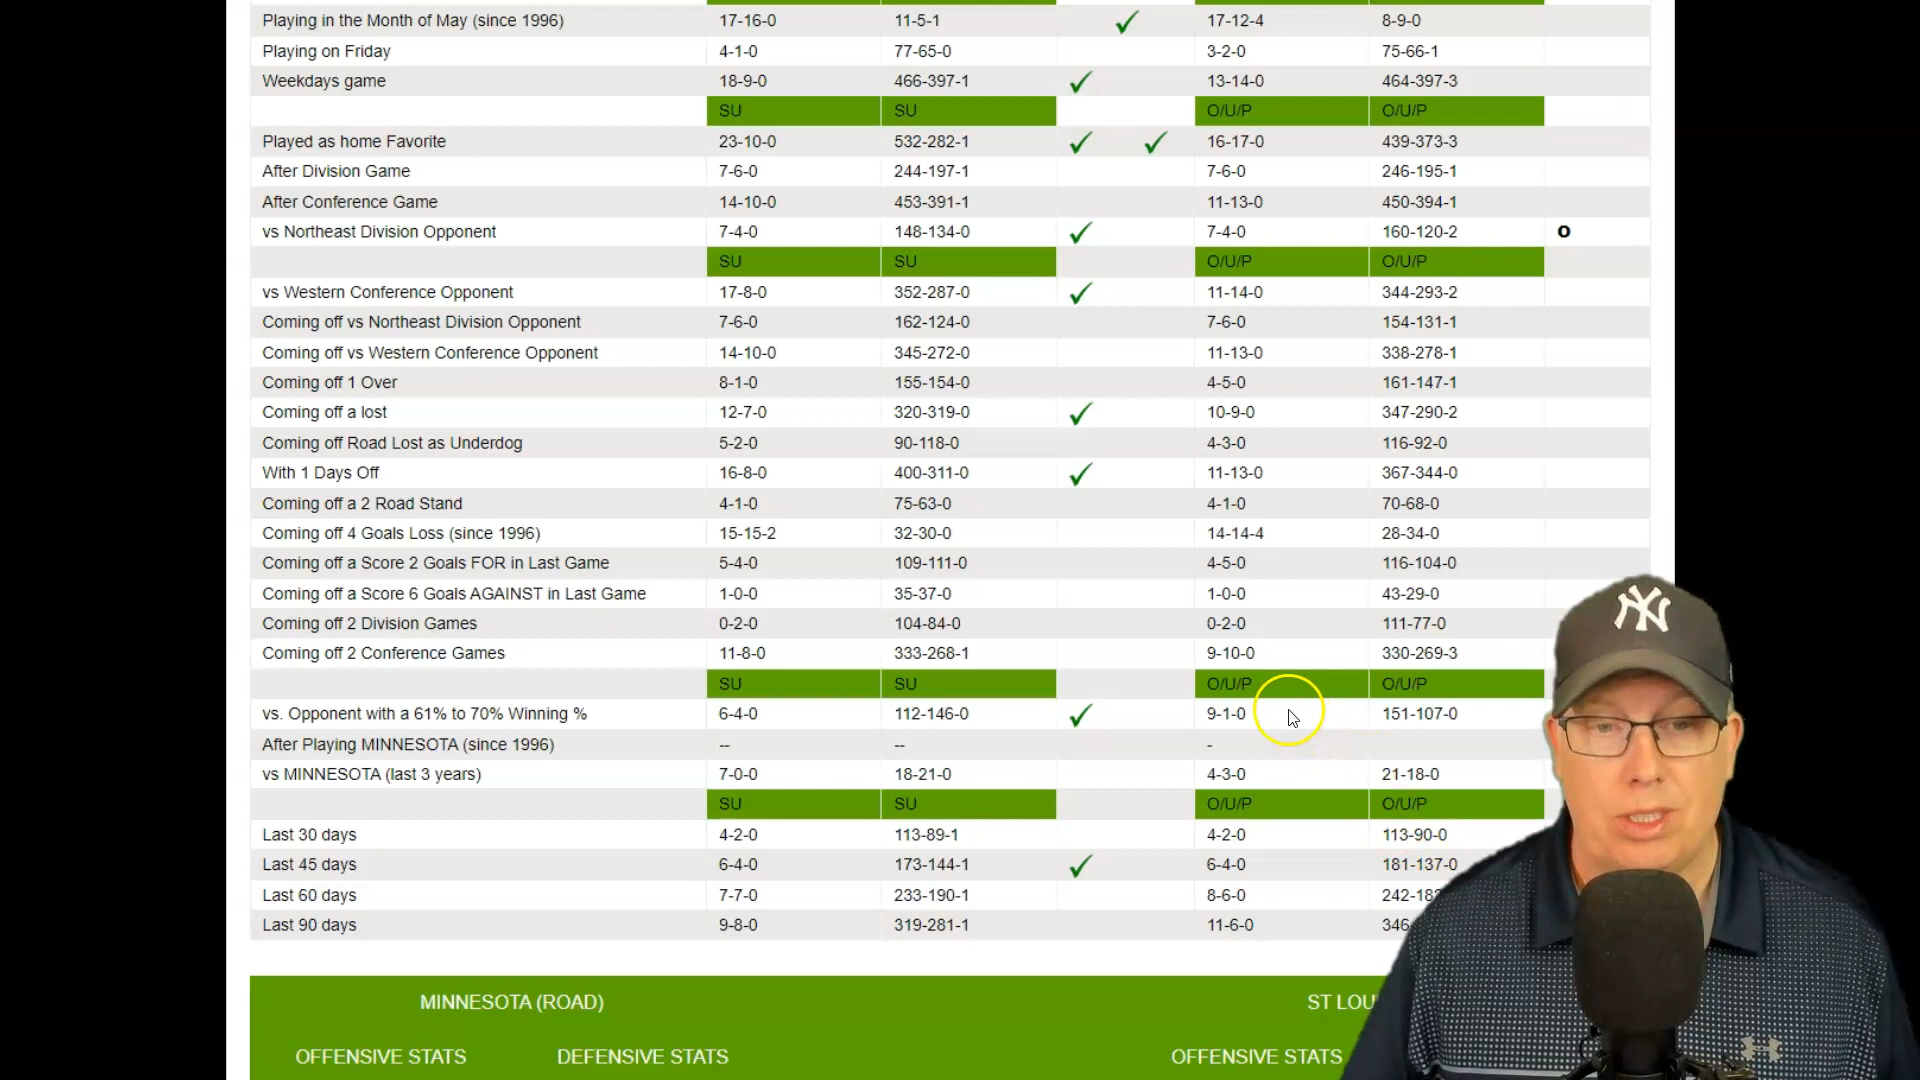 Playing in the Month of May (since 1996) 17-16-0 11-5-1 17-12-4 8-9-0
Playing on Friday 4-1-0 77-65-0 3-2-0 75-66-1
Weekdays game 18-9-0 466-397-1 13-14-0 464-397-3
SU SU O/U/P O/U/P
Played as home Favorite 23-10-0 532-282-1 16-17-0 439-373-3
After Division Game 7-6-0 244-197-1 7-6-0 246-195-1
After Conference Game 14-10-0 453-391-1 11-13-0 450-394-1
vs Northeast Division Opponent 7-4-0 148-134-0 7-4-0 160-120-2 O
SU SU O/U/P O/U/P
vs Western Conference Opponent 17-8-0 352-287-0 11-14-0 344-293-2
Coming off vs Northeast Division Opponent 7-6-0 162-124-0 7-6-0 154-131-1
Coming off vs Western Conference Opponent 14-10-0 345-272-0 11-13-0 338-278-1
Coming off 1 Over 8-1-0 155-154-0 4-5-0 161-147-1
Coming off a lost 12-7-0 320-319-0 10-9-0 347-290-2
Coming off Road Lost as Underdog 5-2-0 90-118-0 4-3-0 116-92-0
With 1 Days Off 16-8-0 400-311-0 11-13-0 367-344-0
Coming off a 2 Road Stand 4-1-0 75-63-0 4-1-0 70-68-0
Coming off 4 Goals Loss (since 1996) 15-15-2 32-30-0 14-14-4 28-34-0
Coming off a Score 2 Goals FOR in Last Game 5-4-0 109-111-0 4-5-0 116-104-0
Coming off a Score 6 Goals AGAINST in Last Game 1-0-0 35-37-0 1-0-0 43-29-0
Coming off 2 Division Games 0-2-0 104-84-0 0-2-0 111-77-0
Coming off 2 Conference Games 11-8-0 333-268-1 9-10-0 330-269-3
SU SU O/U/P O/U/P
vs. Opponent with a 61% to 70% Winning % 6-4-0 112-146-0 9-1-0 151-107-0
After Playing MINNESOTA (since 1996) -- -- -
vs MINNESOTA (last 3 years) 7-0-0 18-21-0 4-3-0 21-18-0
SU SU O/U/P O/U/P
Last 30 days 4-2-0 113-89-1 4-2-0 113-90-0
Last 45 days 6-4-0 173-144-1 6-4-0 181-137-0
Last 60 days 7-7-0 233-190-1 8-6-0 242-182
Last 90 days 9-8-0 319-281-1 11-6-0 346-
MINNESOTA (ROAD) ST LOU
OFFENSIVE STATS DEFENSIVE STATS OFFENSIVE STATS
NY